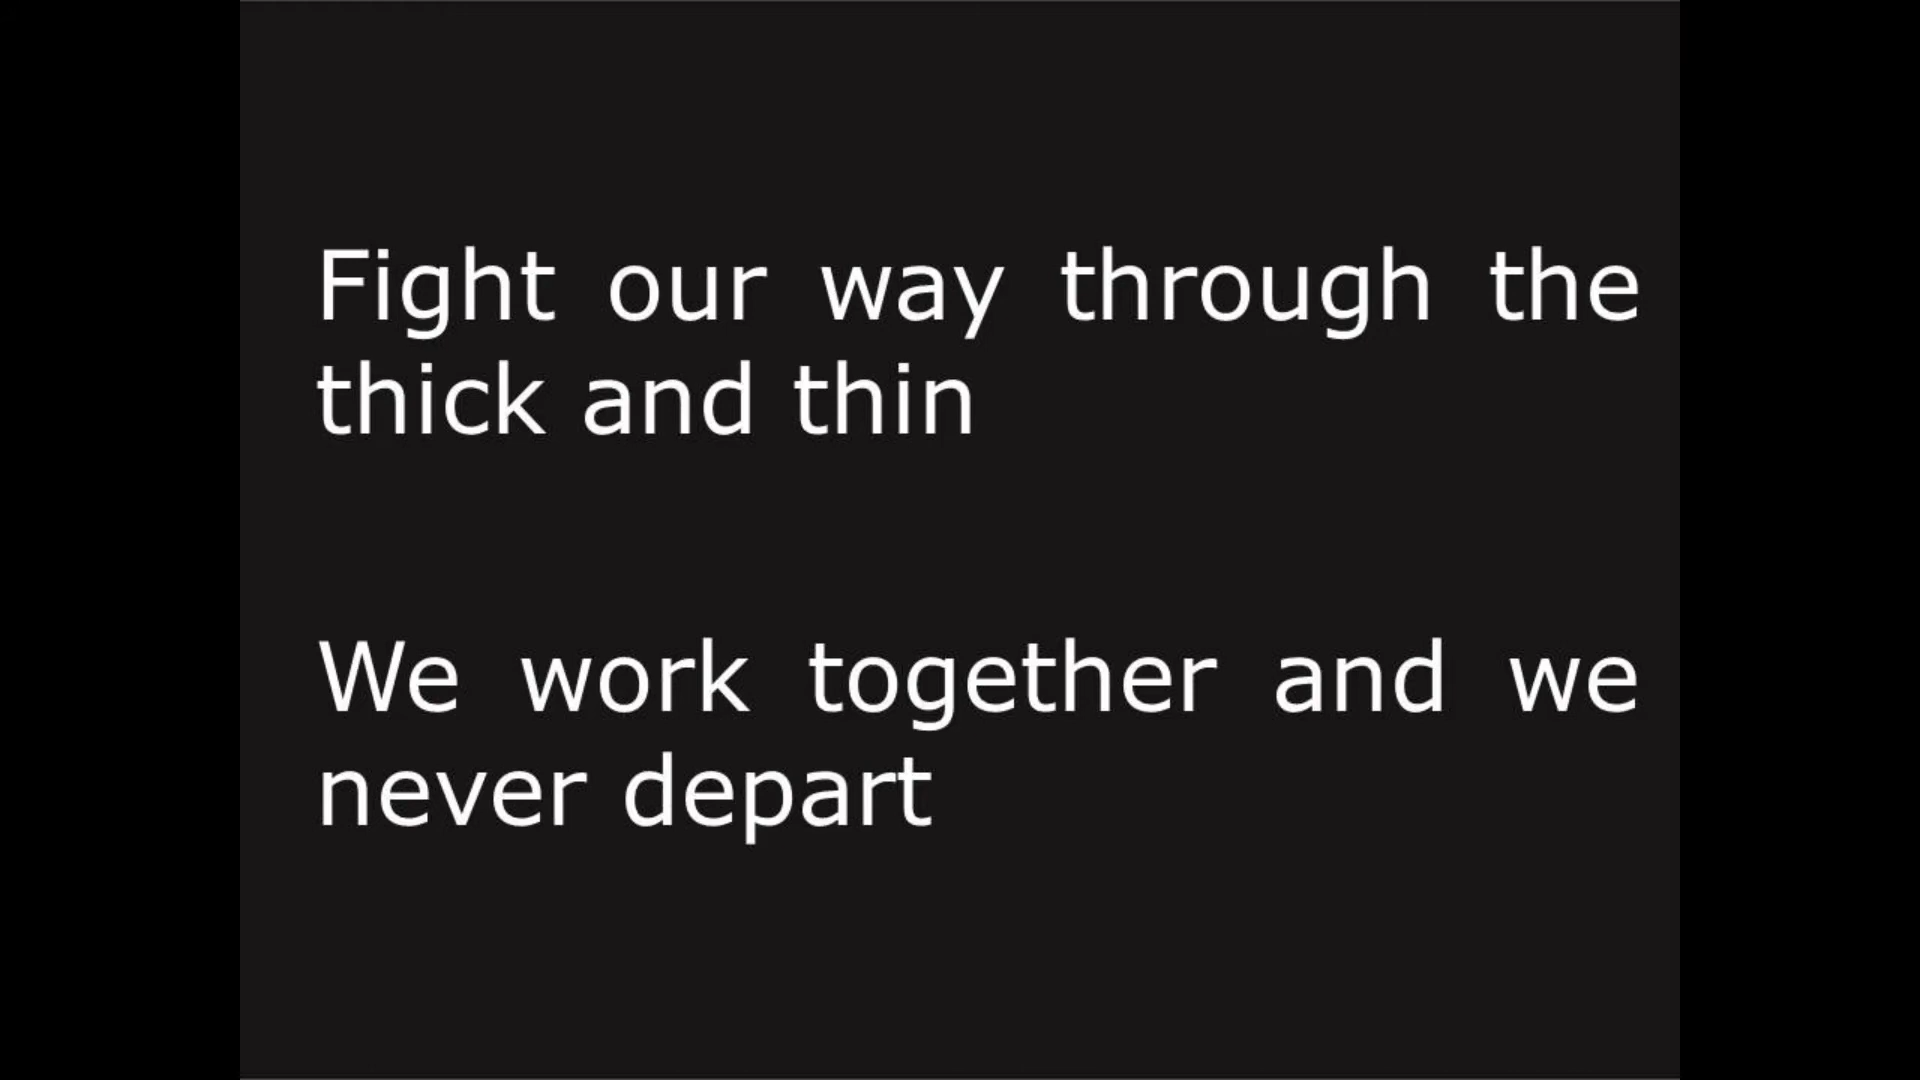 Fight our way through the
thick and thin
We work together and we
never depart